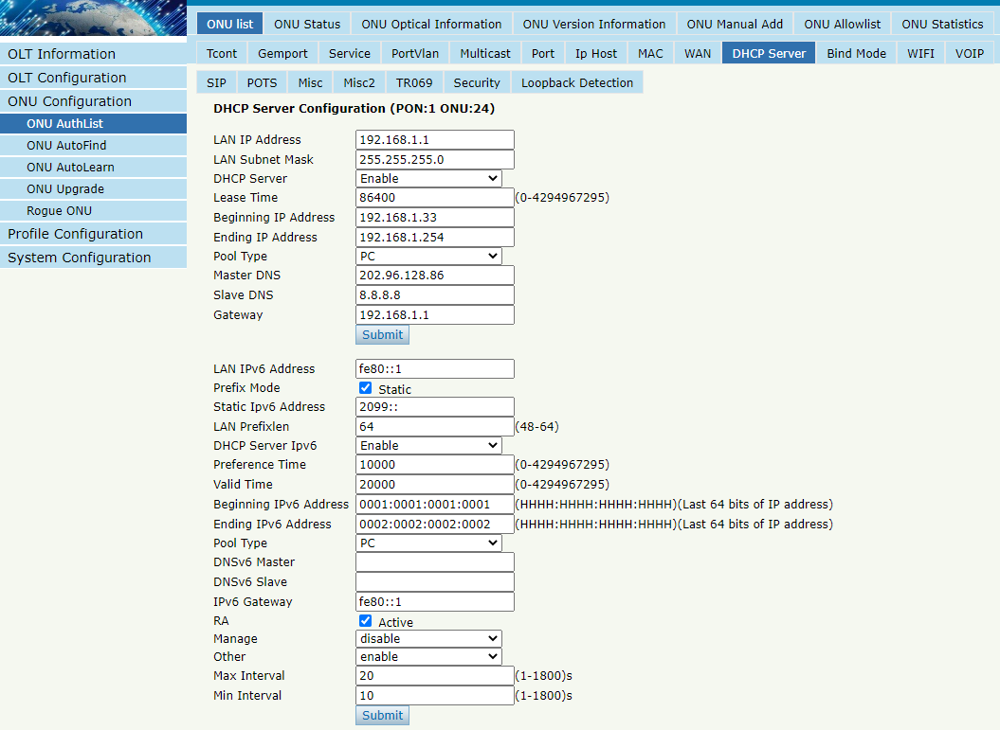 ONU list ONU Status ONU Optical Information ONU Version Information ONU Manual Add ONU Allowlist ONU Statistics
Tcont Gemport Service PortVlan Multicast Port Ip Host MAC WAN DHCP Server Bind Mode WIFI VOIP
SIP POTS Misc Misc2 TR069 Security Loopback Detection
OLT Information
OLT Configuration
ONU Configuration
ONU AuthList
ONU AutoFind
ONU AutoLearn
ONU Upgrade
Rogue ONU
Profile Configuration
System Configuration
DHCP Server Configuration (PON:1 ONU:24)
LAN IP Address 192.168.1.1
LAN Subnet Mask 255.255.255.0
DHCP Server Enable
Lease Time 86400 (0-4294967295)
Beginning IP Address 192.168.1.33
Ending IP Address 192.168.1.254
Pool Type PC
Master DNS 202.96.128.86
Slave DNS 8.8.8.8
Gateway 192.168.1.1
Submit
LAN IPv6 Address fe80::1
Prefix Mode Static
Static Ipv6 Address 2099::
LAN Prefixlen 64 (48-64)
DHCP Server Ipv6 Enable
Preference Time 10000 (0-4294967295)
Valid Time 20000 (0-4294967295)
Beginning IPv6 Address 0001:0001:0001:0001 (HHHH:HHHH:HHHH:HHHH)(Last 64 bits of IP address)
Ending IPv6 Address 0002:0002:0002:0002 (HHHH:HHHH:HHHH:HHHH)(Last 64 bits of IP address)
Pool Type PC
DNSv6 Master
DNSv6 Slave
IPv6 Gateway fe80::1
RA Active
Manage disable
Other enable
Max Interval 20 (1-1800)s
Min Interval 10 (1-1800)s
Submit